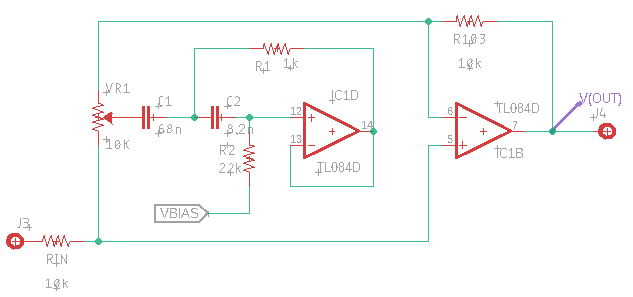 R103
10k
R1
1k
VR1
IC1D
C1
C2
TL084D
V(OUT)
J4
12
14
6
7
68n
8.2n
13
5
10K
R2
22k
TL084D
IC1B
VBIAS
J3
RIN
10k